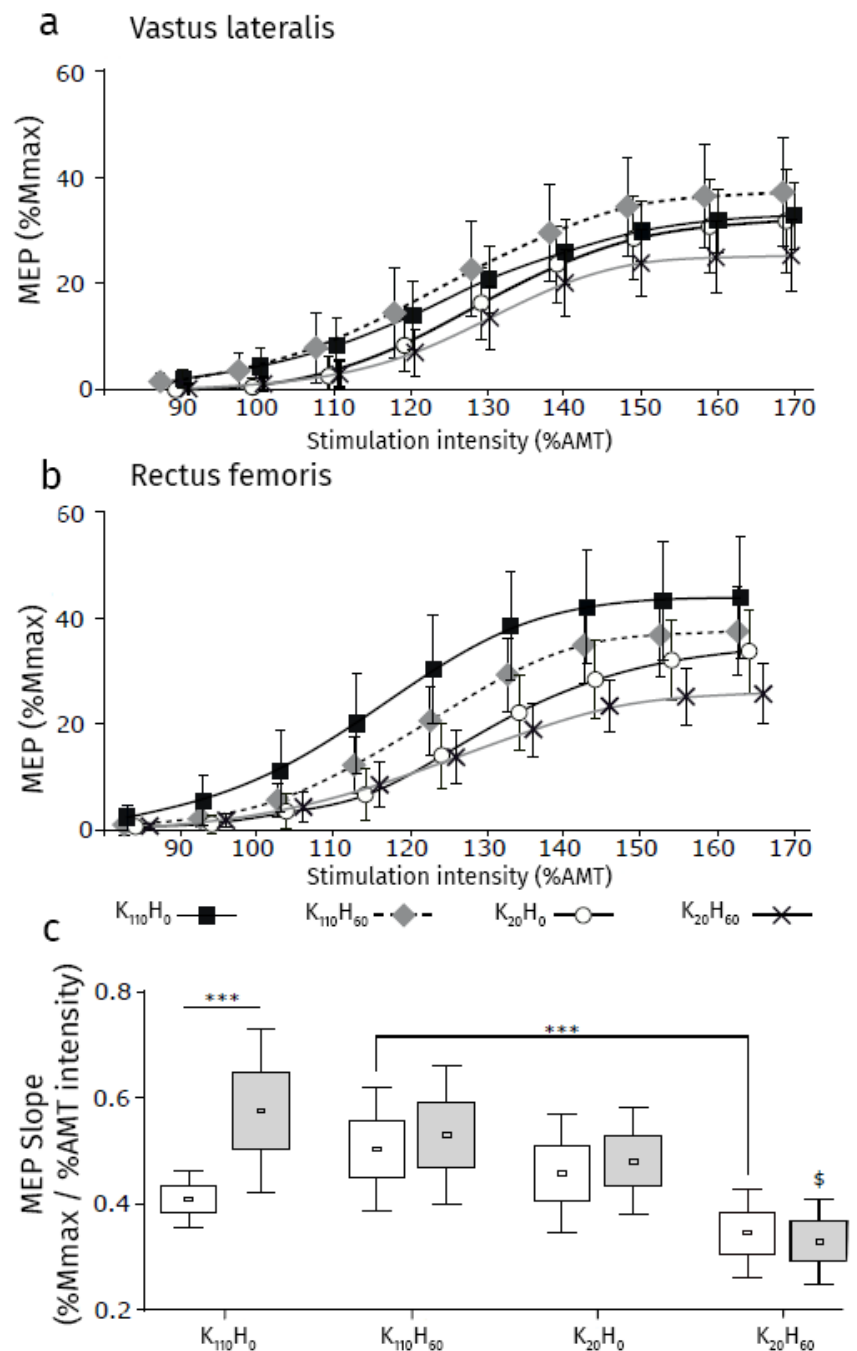 a Vastus lateralis
MEP (%Mmax)
60
40
20
0
90 100 110 120 130 140 150 160 170
Stimulation intensity (%AMT)
b Rectus femoris
MEP (%Mmax)
60
40
20
0
90 100 110 120 130 140 150 160 170
Stimulation intensity (%AMT)
K₁₁₀H₀ K₁₁₀H₆₀ K₂₀H₀ K₂₀H₆₀
c
MEP Slope
(%Mmax / %AMT intensity)
0.8
0.6
0.4
0.2
***
***
$
K₁₁₀H₀ K₁₁₀H₆₀ K₂₀H₀ K₂₀H₆₀